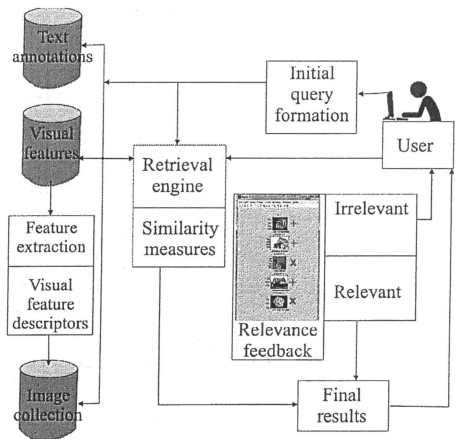 Text
annotations
Initial
query
formation
Visual
features
User
Retrieval
engine
Feature
extraction
Similarity
measures
Irrelevant
+
+
x
+
x
Visual
feature
descriptors
Relevant
Relevance
feedback
Image
collection
Final
results